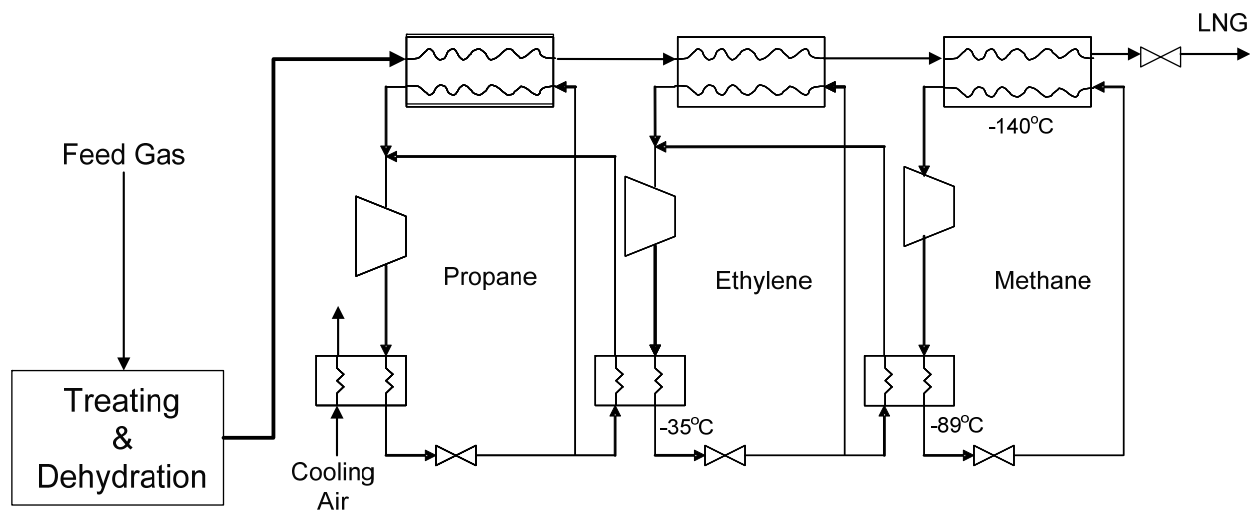 LNG
-140°C
Feed Gas
Propane
Ethylene
Methane
Treating
&
Dehydration
-35°C
-89°C
Cooling
Air